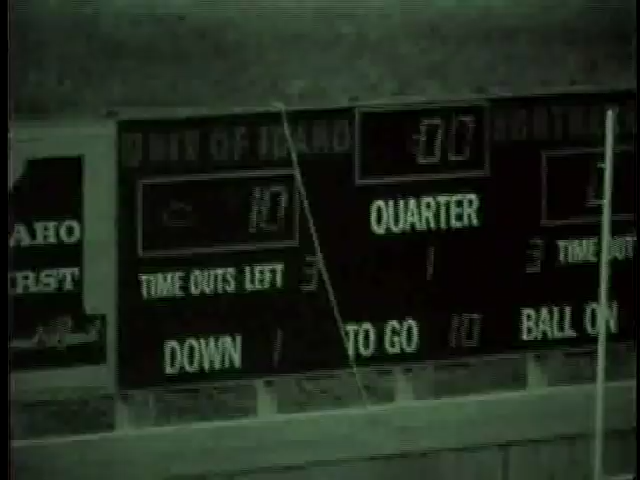 UNIV OF IDAHO
:00
10
QUARTER
AHO
RST
TIME OUTS LEFT 3
1
3 TIME OUT
DOWN 1
TO GO 10
BALL ON